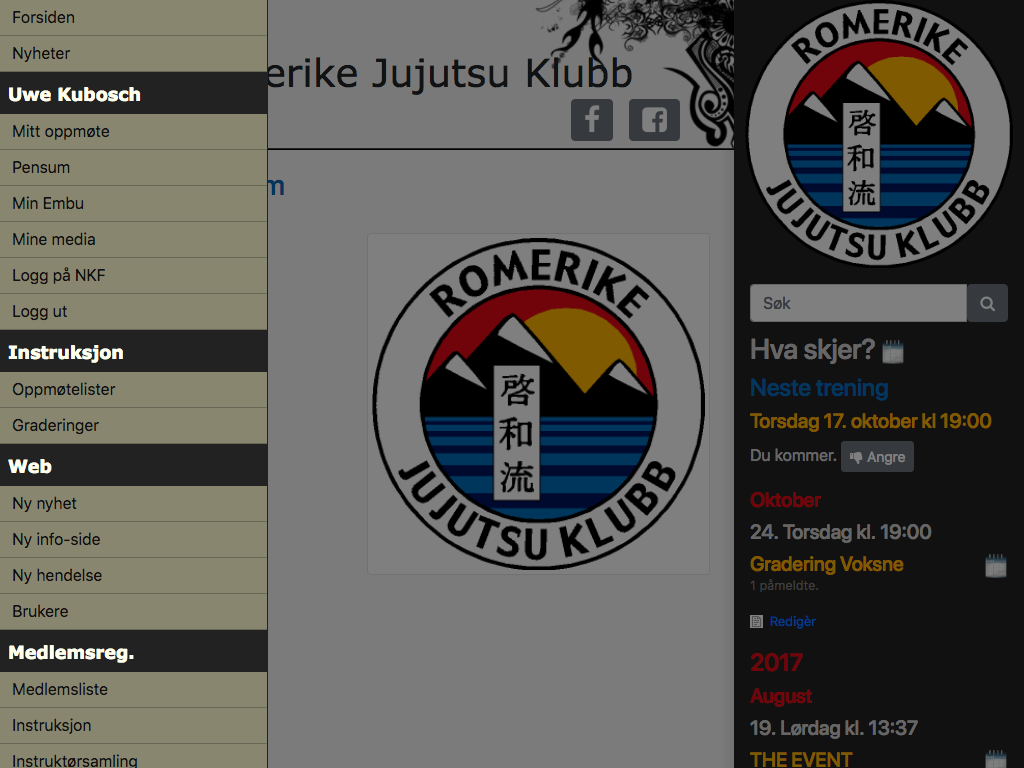 Forsiden
Nyheter
Uwe Kubosch
Mitt oppmøte
Pensum
Min Embu
Mine media
Logg på NKF
Logg ut
Instruksjon
Oppmøtelister
Graderinger
Web
Ny nyhet
Ny info-side
Ny hendelse
Brukere
Medlemsreg.
Medlemsliste
Instruksjon
Instruktørsamling
erike Jujutsu Klubb
m
ROMERIKE
啓和流
JUJUTSU KLUBB
ROMERIKE
啓和流
JUJUTSU KLUBB
Søk
Hva skjer?
Neste trening
Torsdag 17. oktober kl 19:00
Du kommer. Angre
Oktober
24. Torsdag kl. 19:00
Gradering Voksne
1 påmeldte.
Redigèr
2017
August
19. Lørdag kl. 13:37
THE EVENT